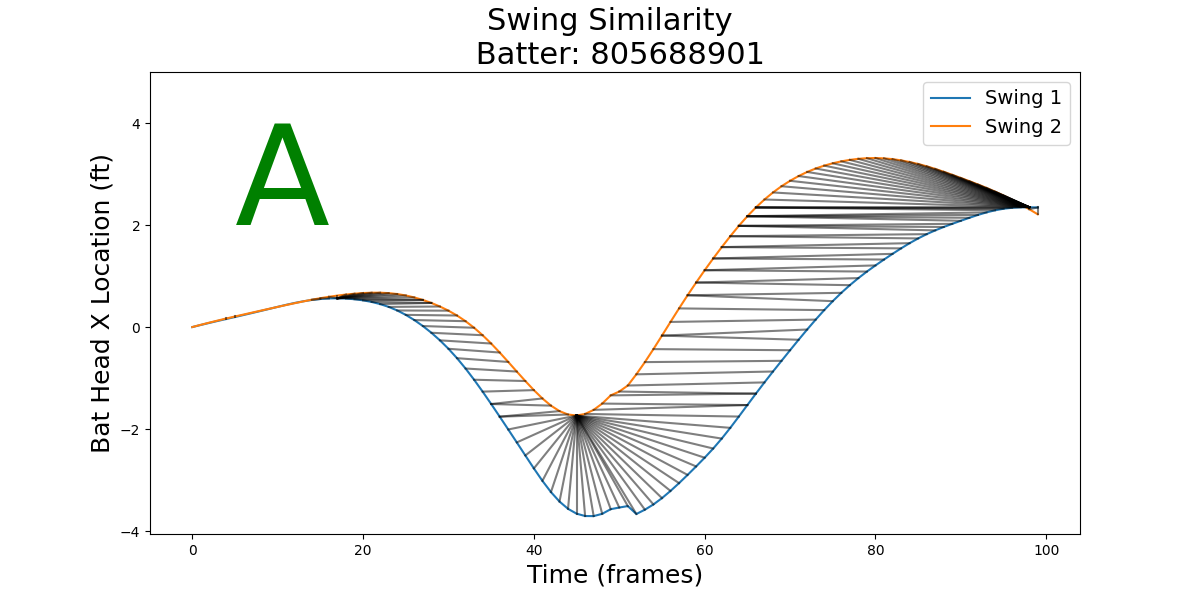 Swing Similarity
Batter: 805688901
A
Swing 1
Swing 2
Bat Head X Location (ft)
4
2
0
−2
−4
0 20 40 60 80 100
Time (frames)